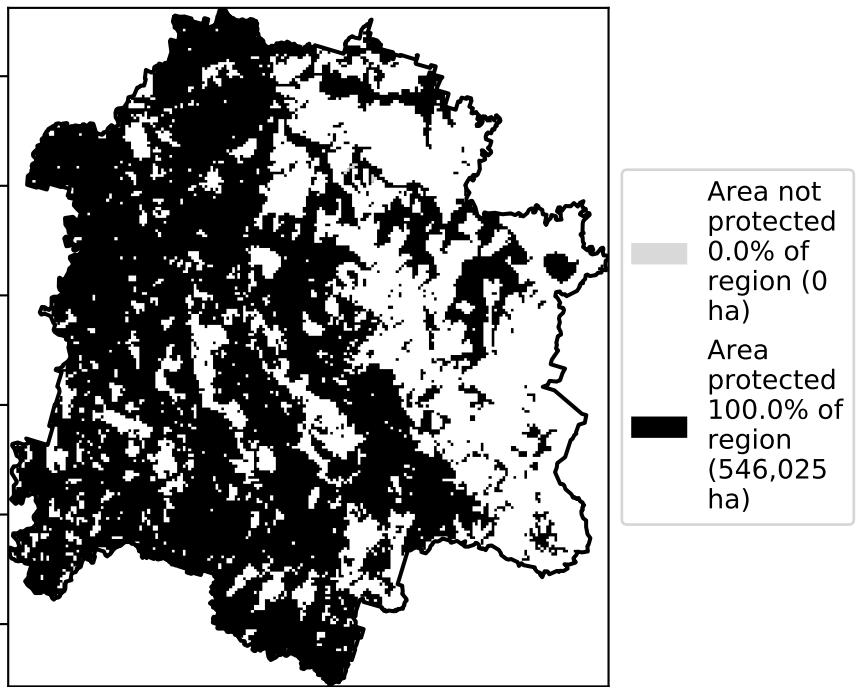 Area not
protected
0.0% of
region (0
ha)
Area
protected
100.0% of
region
(546,025
ha)